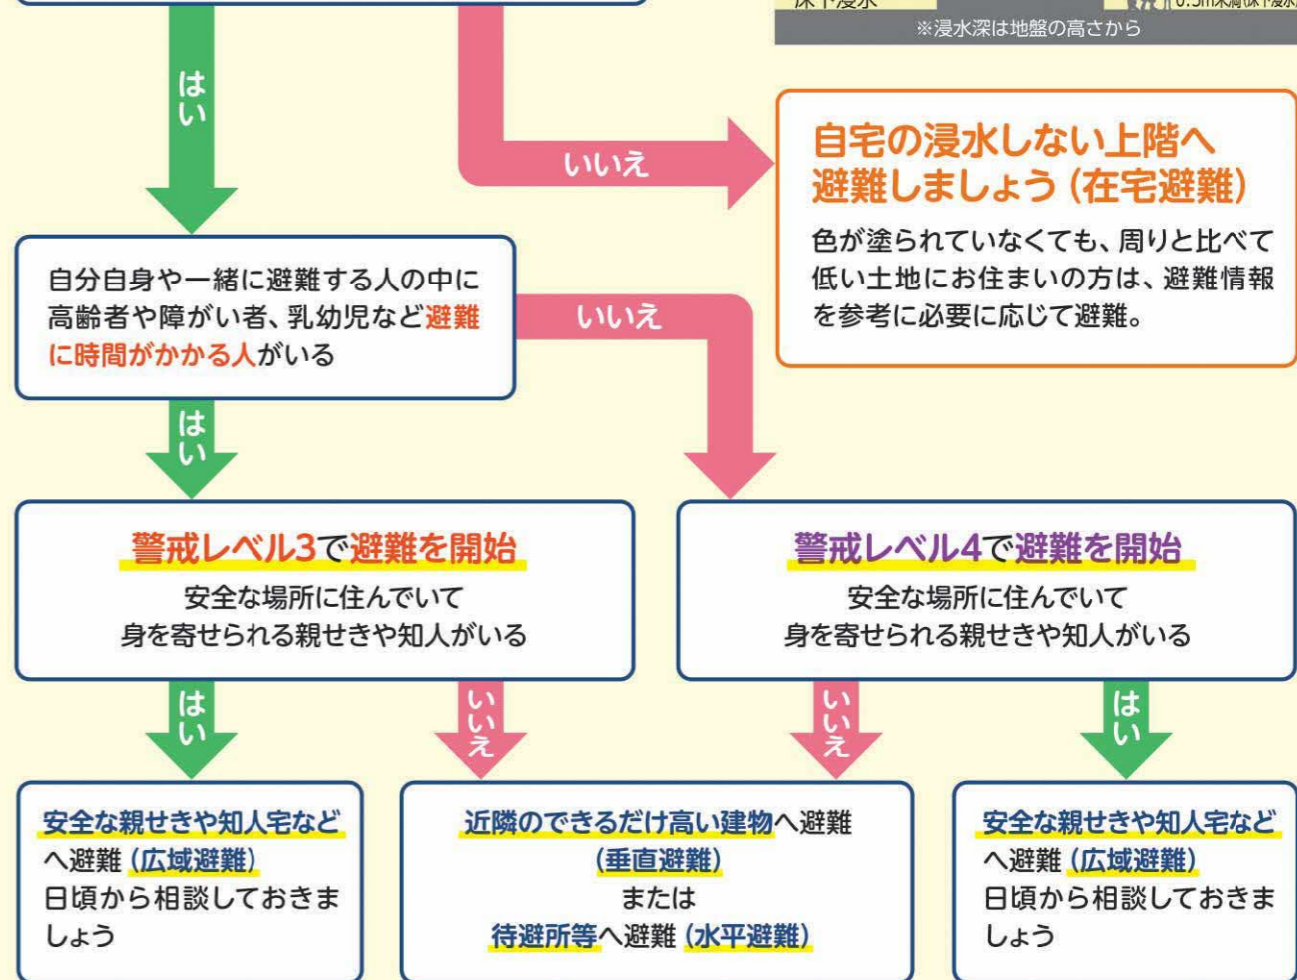 床下浸水
0.5m未満(床下浸水)
※浸水深は地盤の高さから
はい
いいえ
自宅の浸水しない上階へ
避難しましょう(在宅避難)
色が塗られていなくても、周りと比べて
低い土地にお住まいの方は、避難情報
を参考に必要に応じて避難。
自分自身や一緒に避難する人の中に
高齢者や障がい者、乳幼児など避難
に時間がかかる人がいる
いいえ
はい
警戒レベル3で避難を開始
安全な場所に住んでいて
身を寄せられる親せきや知人がいる
警戒レベル4で避難を開始
安全な場所に住んでいて
身を寄せられる親せきや知人がいる
はい
いいえ
いいえ
はい
安全な親せきや知人宅など
へ避難(広域避難)
日頃から相談しておきま
しょう
近隣のできるだけ高い建物へ避難
(垂直避難)
または
待避所等へ避難(水平避難)
安全な親せきや知人宅など
へ避難(広域避難)
日頃から相談しておきま
しょう